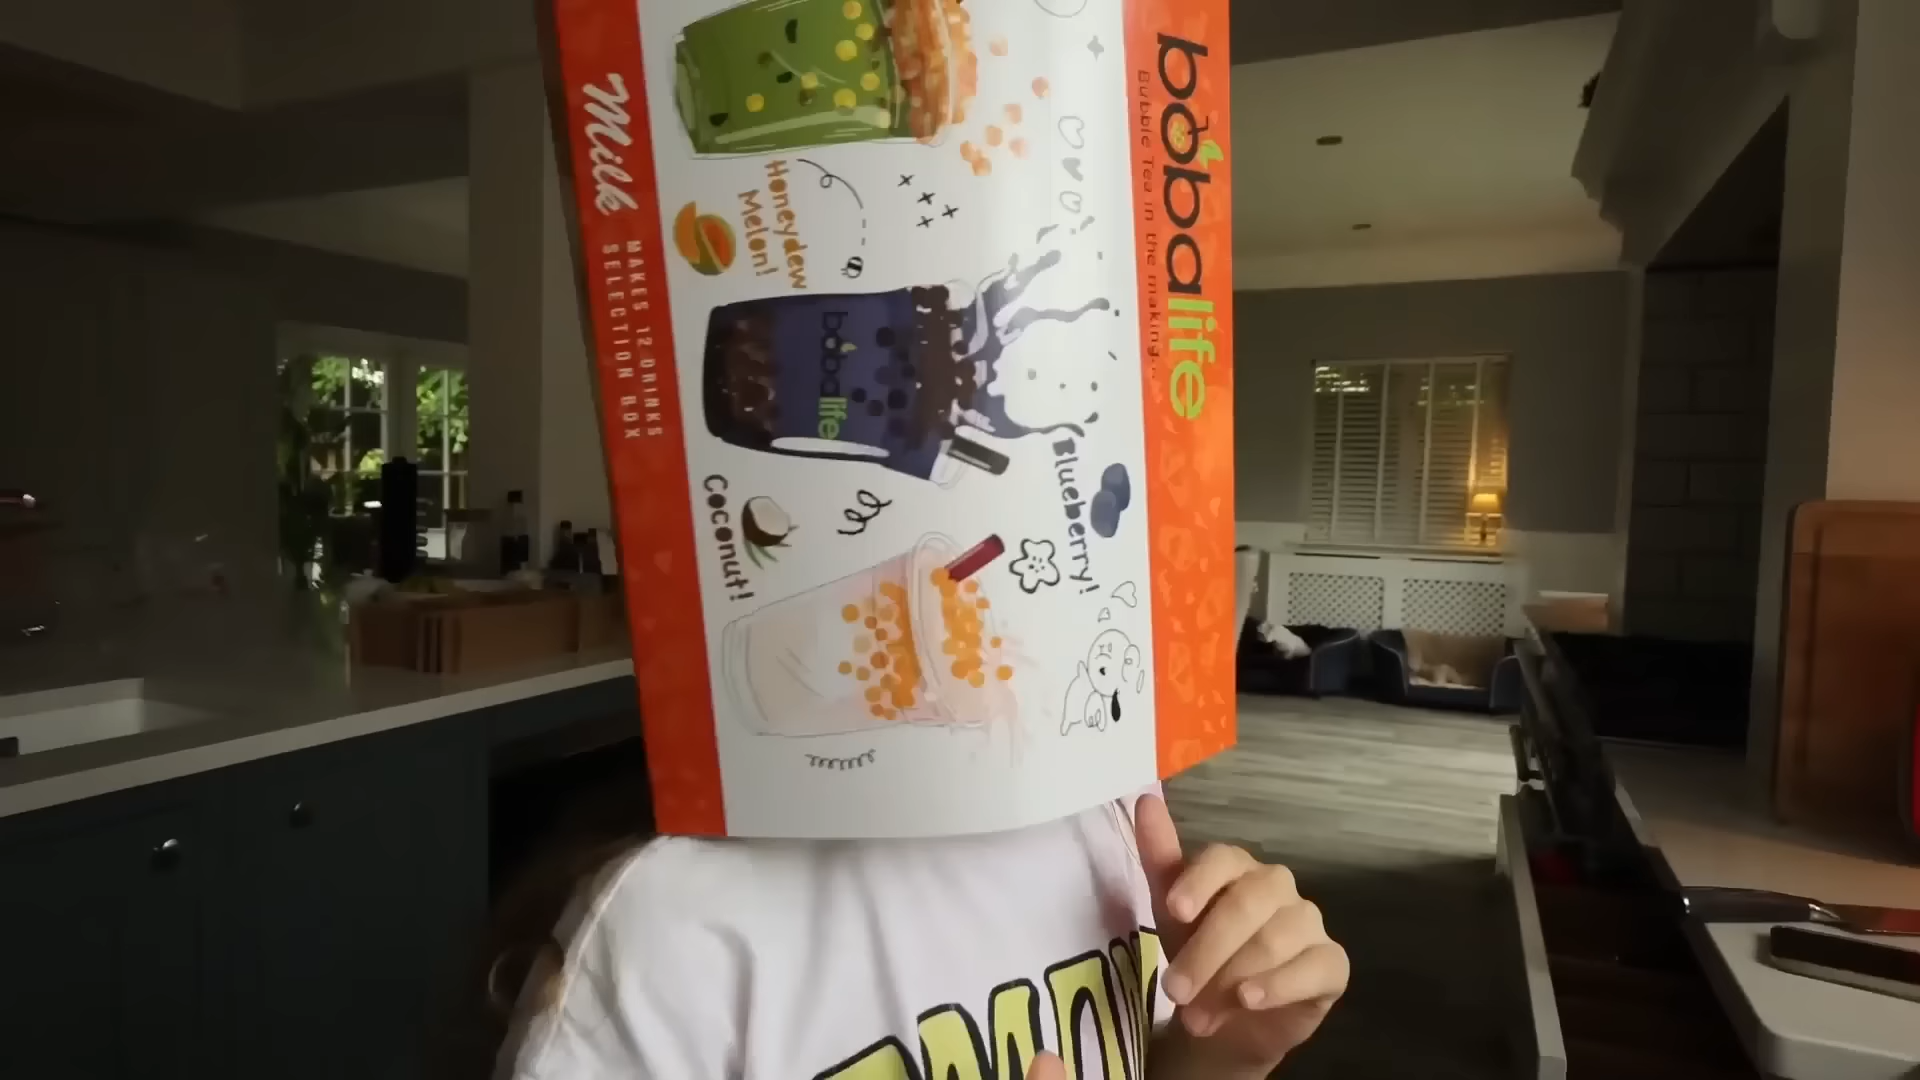 bobalife
Bubble Tea in the making...
Honeydew
Melon!
bobalife
Blueberry!
Coconut!
Milk
MAKES 12 DRINKS
SELECTION BOX